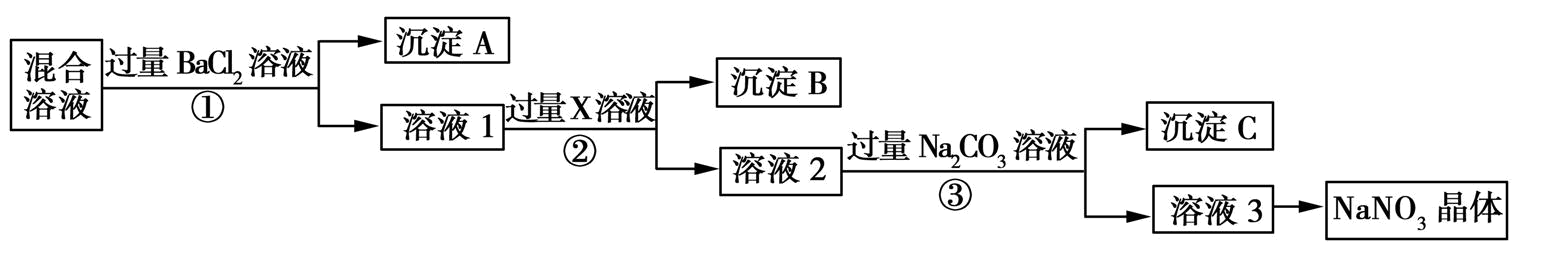 混合
溶液
过量 BaCl₂ 溶液
①
沉淀 A
溶液 1
过量 X 溶液
②
沉淀 B
溶液 2
过量 Na₂CO₃ 溶液
③
沉淀 C
溶液 3
NaNO₃ 晶体